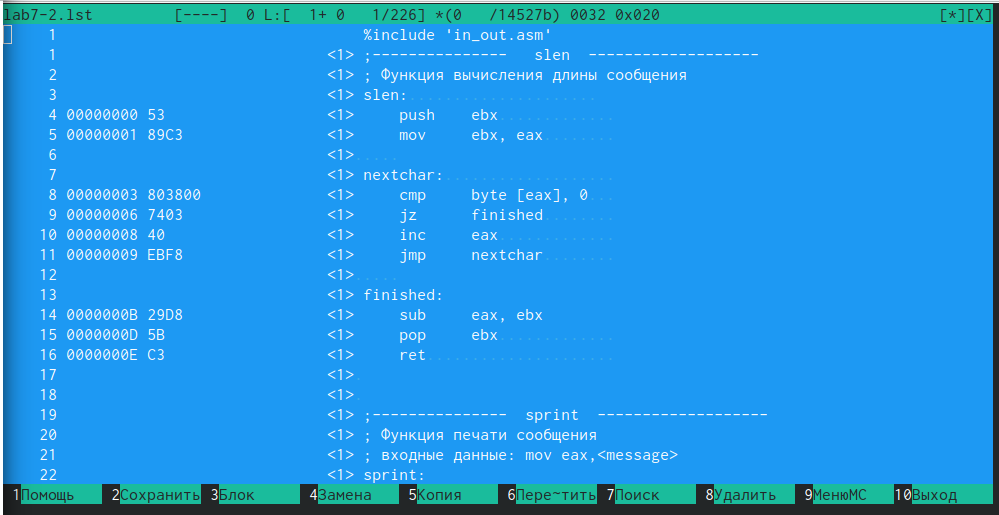 lab7-2.lst [----] 0 L:[ 1+ 0 1/226] *(0 /14527b) 0032 0x020 [*][X]
1 %include 'in_out.asm'
1 <1> ;--------------- slen -------------------
2 <1> ; Функция вычисления длины сообщения
3 <1> slen:.....................
4 00000000 53 <1> push ebx.............
5 00000001 89C3 <1> mov ebx, eax........
6 <1>.....
7 <1> nextchar:...................
8 00000003 803800 <1> cmp byte [eax], 0...
9 00000006 7403 <1> jz finished........
10 00000008 40 <1> inc eax.............
11 00000009 EBF8 <1> jmp nextchar........
12 <1>.....
13 <1> finished:
14 0000000B 29D8 <1> sub eax, ebx
15 0000000D 5B <1> pop ebx.............
16 0000000E C3 <1> ret.....................
17 <1>.
18 <1>.
19 <1> ;--------------- sprint -------------------
20 <1> ; Функция печати сообщения
21 <1> ; входные данные: mov eax,<message>
22 <1> sprint:
1Помощь 2Сохранить 3Блок 4Замена 5Копия 6Пере~тить 7Поиск 8Удалить 9МенюMC 10Выход